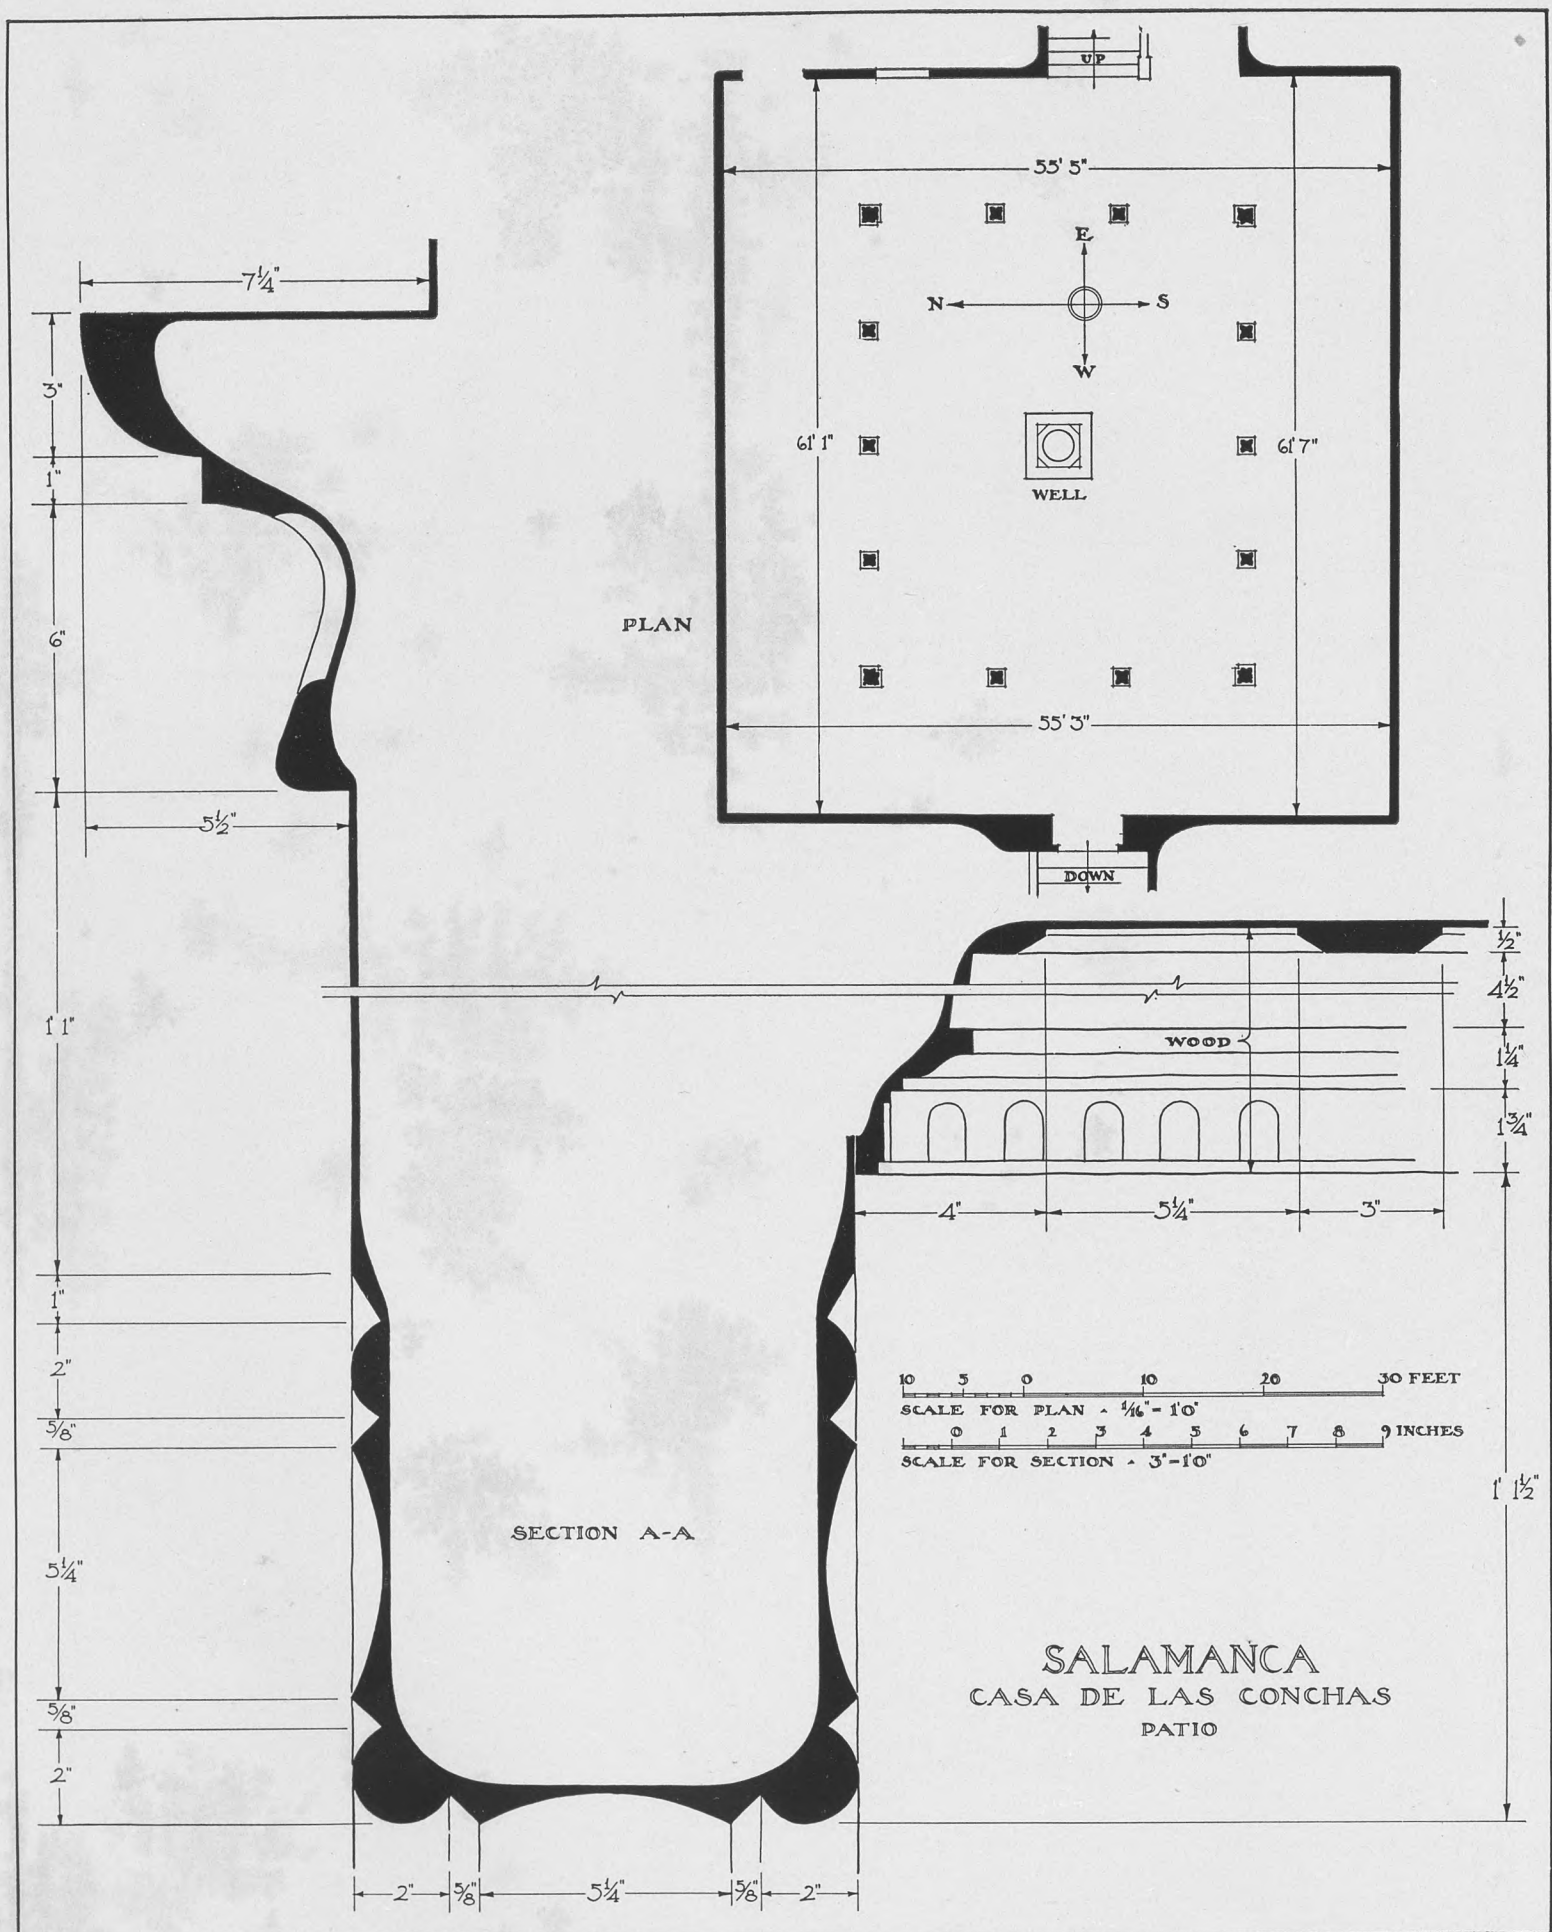 UP
55' 5"
E
N
S
W
61' 1"
61' 7"
WELL
PLAN
55' 3"
DOWN
7¼"
3"
1"
6"
5½"
½"
4½"
WOOD
1¼"
1¾"
4"
5¼"
3"
1' 1"
1"
2"
5/8"
5¼"
5/8"
2"
10 5 0 10 20 30 FEET
SCALE FOR PLAN - 1/16" = 1'0"
0 1 2 3 4 5 6 7 8 9 INCHES
SCALE FOR SECTION - 3" = 1'0"
1' 1½"
SECTION A-A
SALAMANCA
CASA DE LAS CONCHAS
PATIO
2"
5/8"
5¼"
5/8"
2"